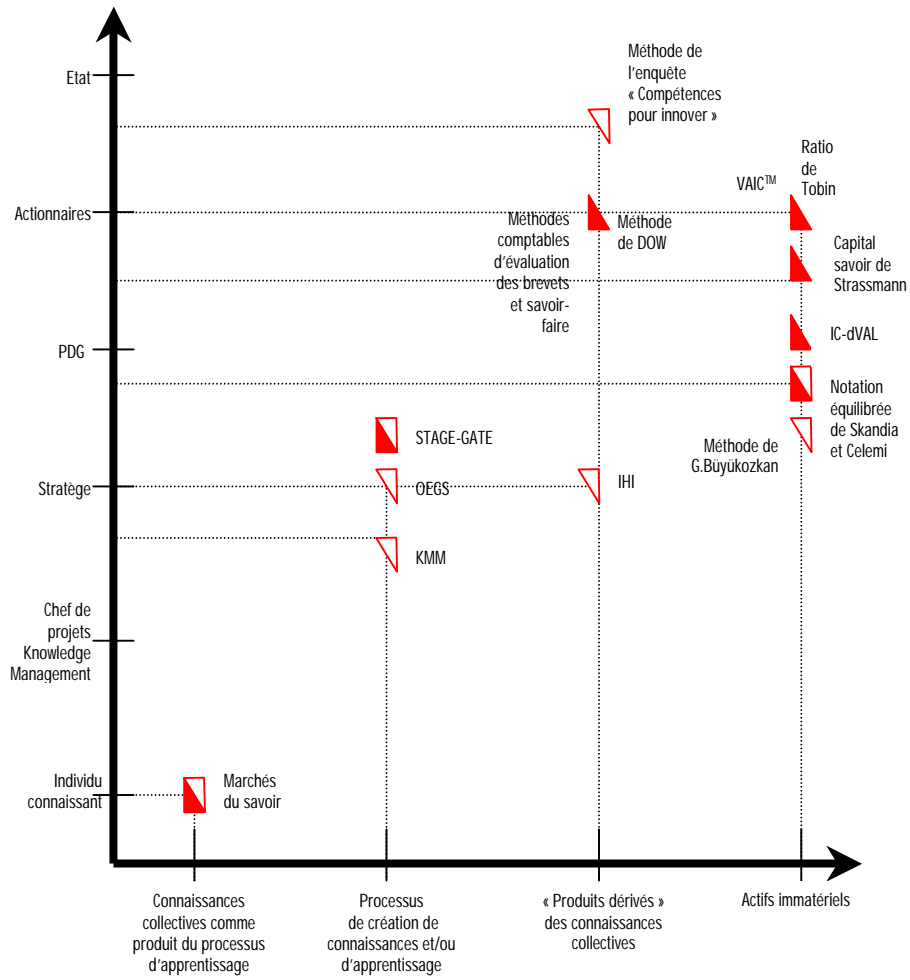 Méthode de
l'enquête
« Compétences
pour innover »
Etat
Ratio
de
Tobin
VAIC™
Actionnaires
Méthodes
comptables
d'évaluation
des brevets
et savoir-
faire
Méthode
de DOW
Capital
savoir de
Strassmann
PDG
IC-dVAL
Notation
équilibrée
de Skandia
et Celemi
STAGE-GATE
Méthode de
G.Büyükozkan
Stratège
OEGS
IHI
KMM
Chef de
projets
Knowledge
Management
Individu
connaissant
Marchés
du savoir
Connaissances
collectives comme
produit du processus
d'apprentissage
Processus
de création de
connaissances et/ou
d'apprentissage
« Produits dérivés »
des connaissances
collectives
Actifs immatériels